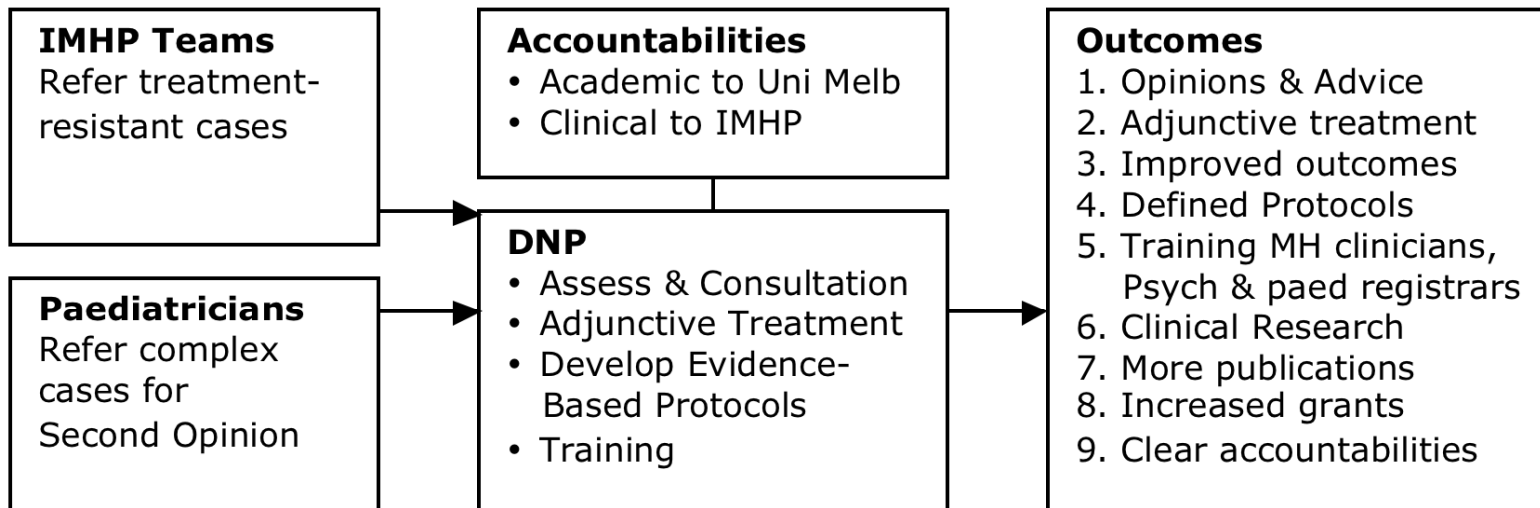 IMHP Teams
Refer treatment-
resistant cases
Paediatricians
Refer complex
cases for
Second Opinion
Accountabilities
• Academic to Uni Melb
• Clinical to IMHP
DNP
• Assess & Consultation
• Adjunctive Treatment
• Develop Evidence-
Based Protocols
• Training
Outcomes
1. Opinions & Advice
2. Adjunctive treatment
3. Improved outcomes
4. Defined Protocols
5. Training MH clinicians,
Psych & paed registrars
6. Clinical Research
7. More publications
8. Increased grants
9. Clear accountabilities